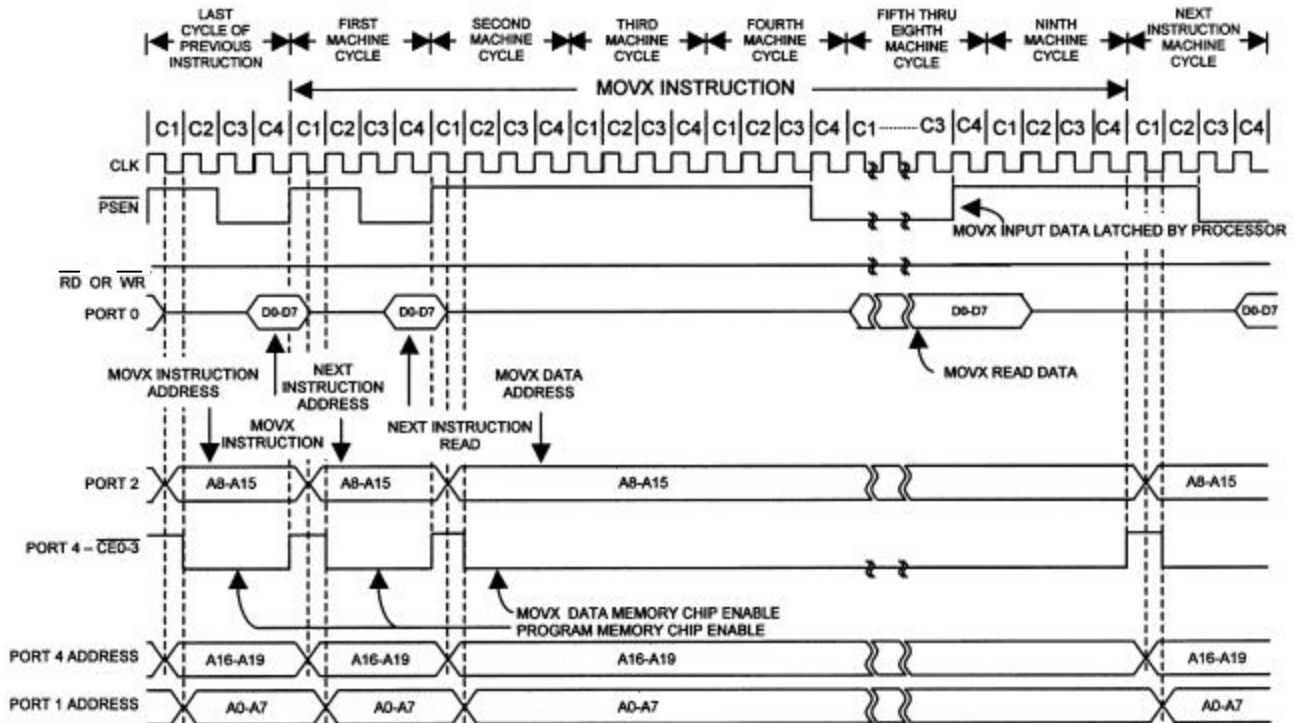 LAST CYCLE OF PREVIOUS INSTRUCTION
FIRST MACHINE CYCLE
SECOND MACHINE CYCLE
THIRD MACHINE CYCLE
FOURTH MACHINE CYCLE
FIFTH THRU EIGHTH MACHINE CYCLE
NINTH MACHINE CYCLE
NEXT INSTRUCTION MACHINE CYCLE
MOVX INSTRUCTION
C1 C2 C3 C4 C1 C2 C3 C4 C1 C2 C3 C4 C1 C2 C3 C4 C1 C2 C3 C4 C1 ------- C3 C4 C1 C2 C3 C4 C1 C2 C3 C4
CLK
PSEN
MOVX INPUT DATA LATCHED BY PROCESSOR
RD OR WR
PORT 0
D0-D7
D0-D7
D0-D7
D0-D7
MOVX INSTRUCTION ADDRESS
NEXT INSTRUCTION ADDRESS
MOVX DATA ADDRESS
MOVX READ DATA
MOVX INSTRUCTION
NEXT INSTRUCTION READ
PORT 2
A8-A15
A8-A15
A8-A15
A8-A15
PORT 4 – CE0-3
MOVX DATA MEMORY CHIP ENABLE
PROGRAM MEMORY CHIP ENABLE
PORT 4 ADDRESS
A16-A19
A16-A19
A16-A19
A16-A19
PORT 1 ADDRESS
A0-A7
A0-A7
A0-A7
A0-A7